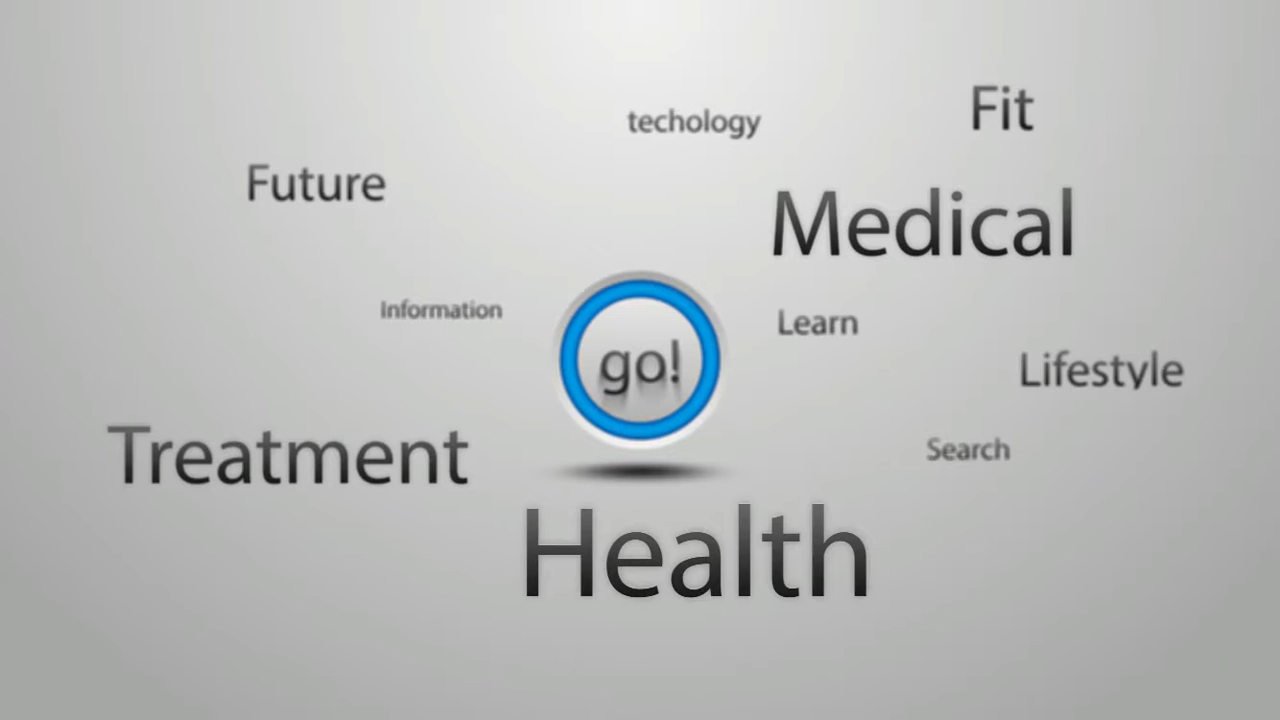 techology
Fit
Future
Medical
Information
Learn
go!
Lifestyle
Treatment
Search
Health